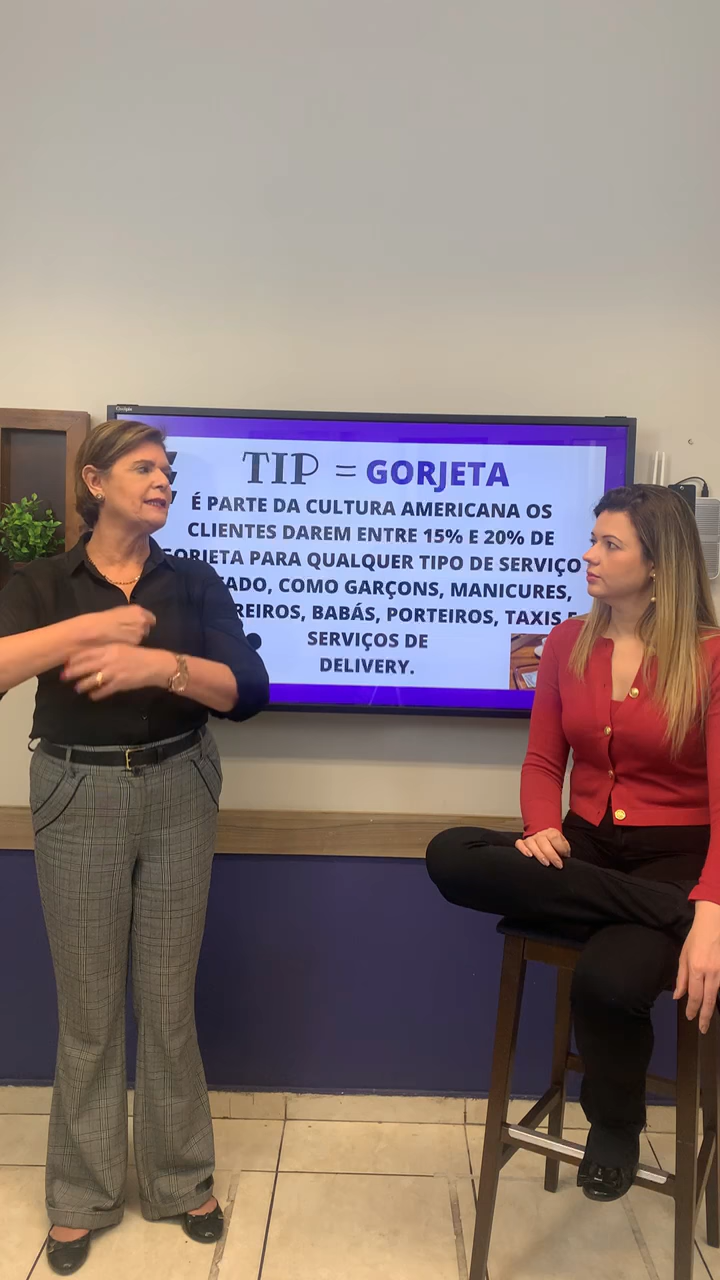 TIP = GORJETA
É PARTE DA CULTURA AMERICANA OS
CLIENTES DAREM ENTRE 15% E 20% DE
GORJETA PARA QUALQUER TIPO DE SERVIÇO
COMO GARÇONS, MANICURES,
BABÁS, PORTEIROS, TAXIS E
SERVIÇOS DE
DELIVERY.